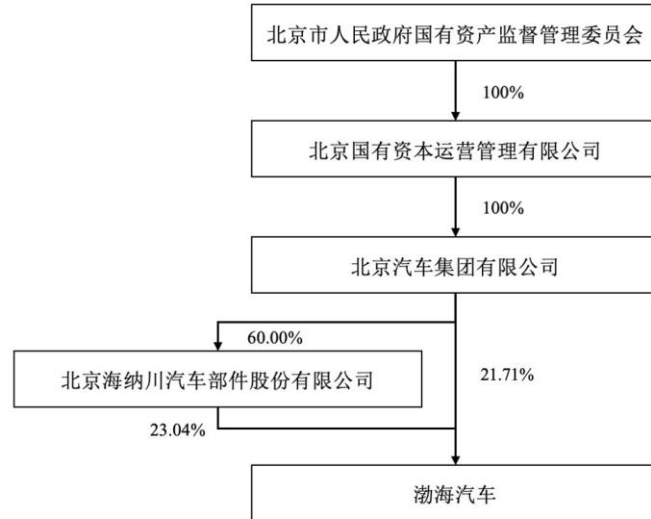 北京市人民政府国有资产监督管理委员会
100%
北京国有资本运营管理有限公司
100%
北京汽车集团有限公司
60.00%
北京海纳川汽车部件股份有限公司
21.71%
23.04%
渤海汽车